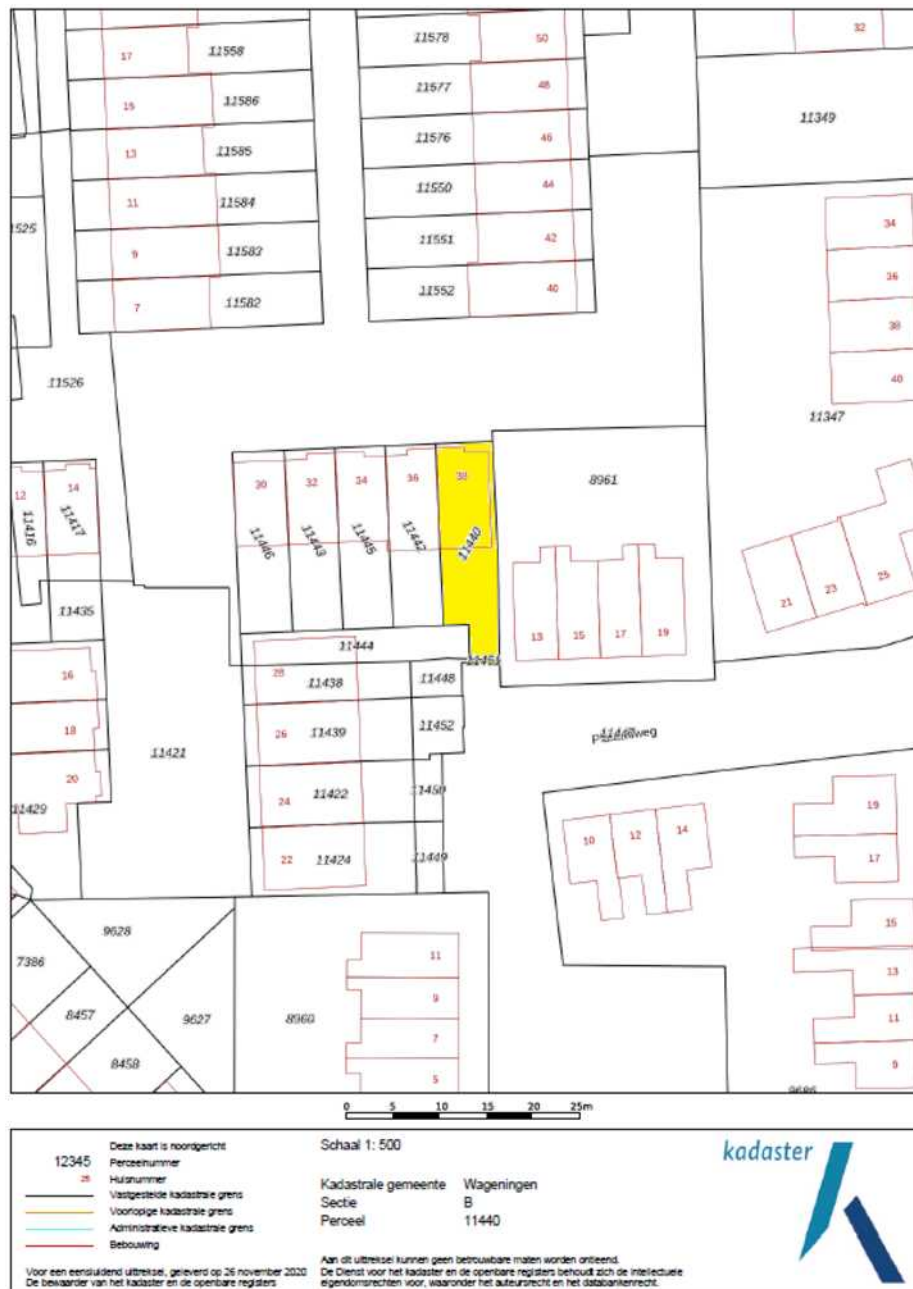 17 11558 11578 50 32
15 11586 11577 48 11349
13 11585 11576 46
11 11584 11550 44 34
11525 9 11583 11551 42 36
7 11582 11552 40 38
11526 40
11347
12 14 30 32 34 36 38 8961
11416 11417 11446 11443 11445 11442 11440
21 23 25
11435 13 15 17 19
11444 11451
16 28 11438 11448
18 26 11439 11452
11421
20 24 11422 11450 19
11429 10 12 14
22 11424 11449 17
9628 15
7386 11 13
8457 9627 8960 9 11
8458 7 9
5 9686
0 5 10 15 20 25m
Deze kaart is noordgericht
12345 Perceelnummer
25 Huisnummer
Vastgestelde kadastrale grens
Voorlopige kadastrale grens
Administratieve kadastrale grens
Bebouwing
Voor een eensluidend uittreksel, geleverd op 26 november 2020
De bewaarder van het kadaster en de openbare registers
Schaal 1: 500
Kadastrale gemeente Wageningen
Sectie B
Perceel 11440
Aan dit uittreksel kunnen geen betrouwbare maten worden ontleend.
De Dienst voor het kadaster en de openbare registers behoudt zich de intellectuele
eigendomsrechten voor, waaronder het auteursrecht en het databankenrecht.
kadaster